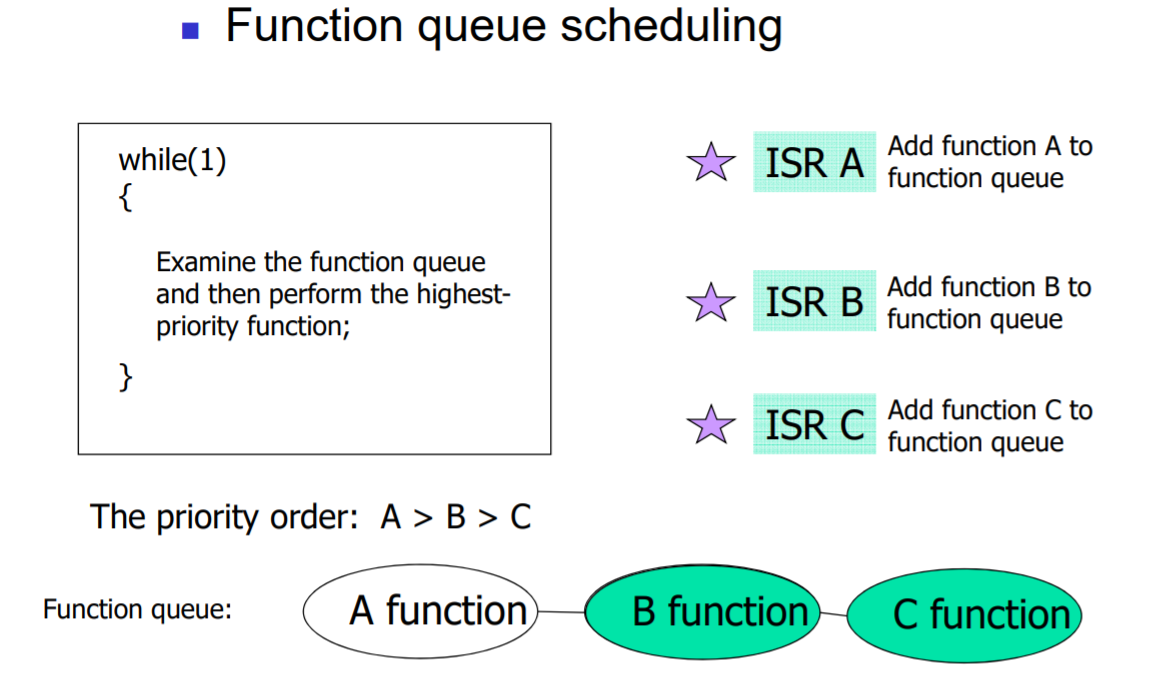 Function queue scheduling
while(1)
{
Examine the function queue
and then perform the highest-
priority function;
}
ISR A
Add function A to
function queue
ISR B
Add function B to
function queue
ISR C
Add function C to
function queue
The priority order: A > B > C
Function queue:
A function
B function
C function